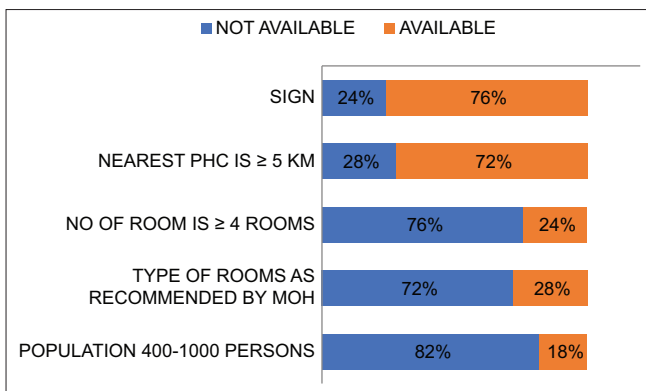 NOT AVAILABLE AVAILABLE
SIGN 24% 76%
NEAREST PHC IS ≥ 5 KM 28% 72%
NO OF ROOM IS ≥ 4 ROOMS 76% 24%
TYPE OF ROOMS AS
RECOMMENDED BY MOH 72% 28%
POPULATION 400-1000 PERSONS 82% 18%